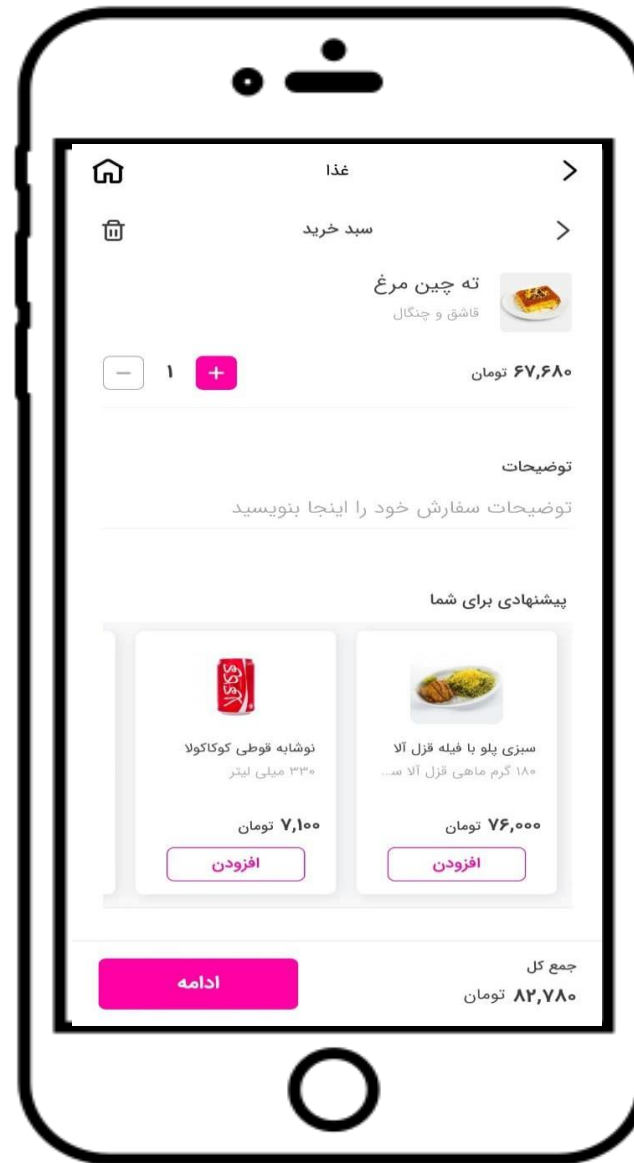 غذا
سبد خرید
ته چین مرغ
قاشق و چنگال
۶۷,۶۸۰ تومان
۱
توضیحات
توضیحات سفارش خود را اینجا بنویسید
پیشنهادی برای شما
سبزی پلو با فیله قزل آلا
۱۸۰ گرم ماهی قزل آلا سـ...
۷۶,۰۰۰ تومان
افزودن
نوشابه قوطی کوکاکولا
۳۳۰ میلی لیتر
۷,۱۰۰ تومان
افزودن
جمع کل
۸۲,۷۸۰ تومان
ادامه